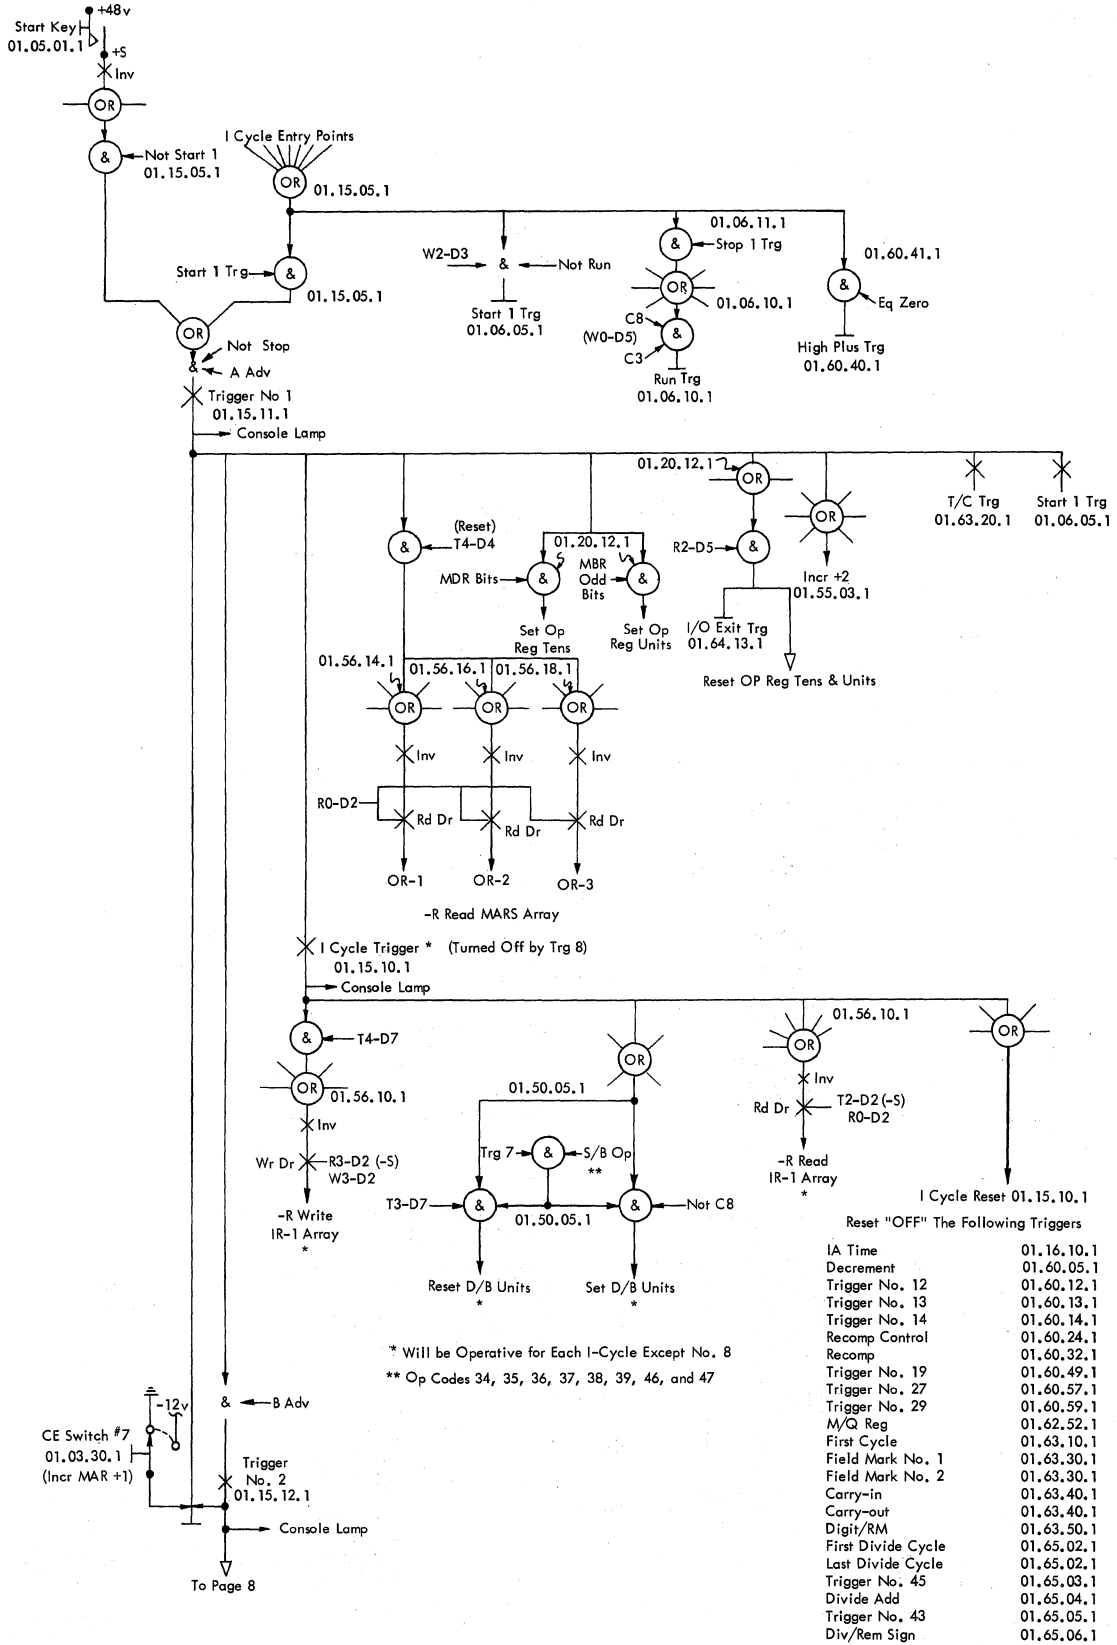 +48v
Start Key
01.05.01.1
+S
Inv
OR
I Cycle Entry Points
&
Not Start 1
01.15.05.1
OR
01.15.05.1
01.06.11.1
&
Stop 1 Trg
01.60.41.1
W2-D3
&
Not Run
Start 1 Trg
&
01.15.05.1
OR
01.06.10.1
&
Eq Zero
Start 1 Trg
01.06.05.1
C8
(W0-D5)
&
C3
OR
Not Stop
&
A Adv
High Plus Trg
01.60.40.1
Run Trg
01.06.10.1
Trigger No 1
01.15.11.1
Console Lamp
01.20.12.1
OR
T/C Trg
01.63.20.1
Start 1 Trg
01.06.05.1
OR
(Reset)
T4-D4
&
01.20.12.1
R2-D5
&
MDR Bits
&
MBR
Odd
Bits
&
Incr +2
01.55.03.1
Set Op
Reg Tens
Set Op
Reg Units
I/O Exit Trg
01.64.13.1
Reset OP Reg Tens & Units
01.56.14.1
01.56.16.1
01.56.18.1
OR
OR
OR
Inv
Inv
Inv
R0-D2
Rd Dr
Rd Dr
Rd Dr
OR-1
OR-2
OR-3
-R Read MARS Array
I Cycle Trigger * (Turned Off by Trg 8)
01.15.10.1
Console Lamp
01.56.10.1
&
T4-D7
OR
OR
OR
OR
01.56.10.1
01.50.05.1
Inv
Inv
Rd Dr
T2-D2 (-S)
R0-D2
Trg 7
&
S/B Op
**
Wr Dr
R3-D2 (-S)
W3-D2
-R Read
IR-1 Array
*
I Cycle Reset 01.15.10.1
T3-D7
&
01.50.05.1
&
Not C8
-R Write
IR-1 Array
*
Reset D/B Units
*
Set D/B Units
*
Reset "OFF" The Following Triggers
IA Time 01.16.10.1
Decrement 01.60.05.1
Trigger No. 12 01.60.12.1
Trigger No. 13 01.60.13.1
Trigger No. 14 01.60.14.1
Recomp Control 01.60.24.1
Recomp 01.60.32.1
Trigger No. 19 01.60.49.1
Trigger No. 27 01.60.57.1
Trigger No. 29 01.60.59.1
M/Q Reg 01.62.52.1
First Cycle 01.63.10.1
Field Mark No. 1 01.63.30.1
Field Mark No. 2 01.63.30.1
Carry-in 01.63.40.1
Carry-out 01.63.40.1
Digit/RM 01.63.50.1
First Divide Cycle 01.65.02.1
Last Divide Cycle 01.65.02.1
Trigger No. 45 01.65.03.1
Divide Add 01.65.04.1
Trigger No. 43 01.65.05.1
Div/Rem Sign 01.65.06.1
* Will be Operative for Each I-Cycle Except No. 8
** Op Codes 34, 35, 36, 37, 38, 39, 46, and 47
-12v
&
B Adv
CE Switch #7
01.03.30.1
(Incr MAR +1)
Trigger
No. 2
01.15.12.1
Console Lamp
To Page 8